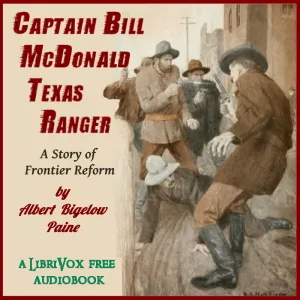 CAPTAIN BILL
MCDONALD
TEXAS
RANGER
A Story of
Frontier Reform
by
Albert Bigelow
Paine
A LIBRIVOX FREE
AUDIOBOOK